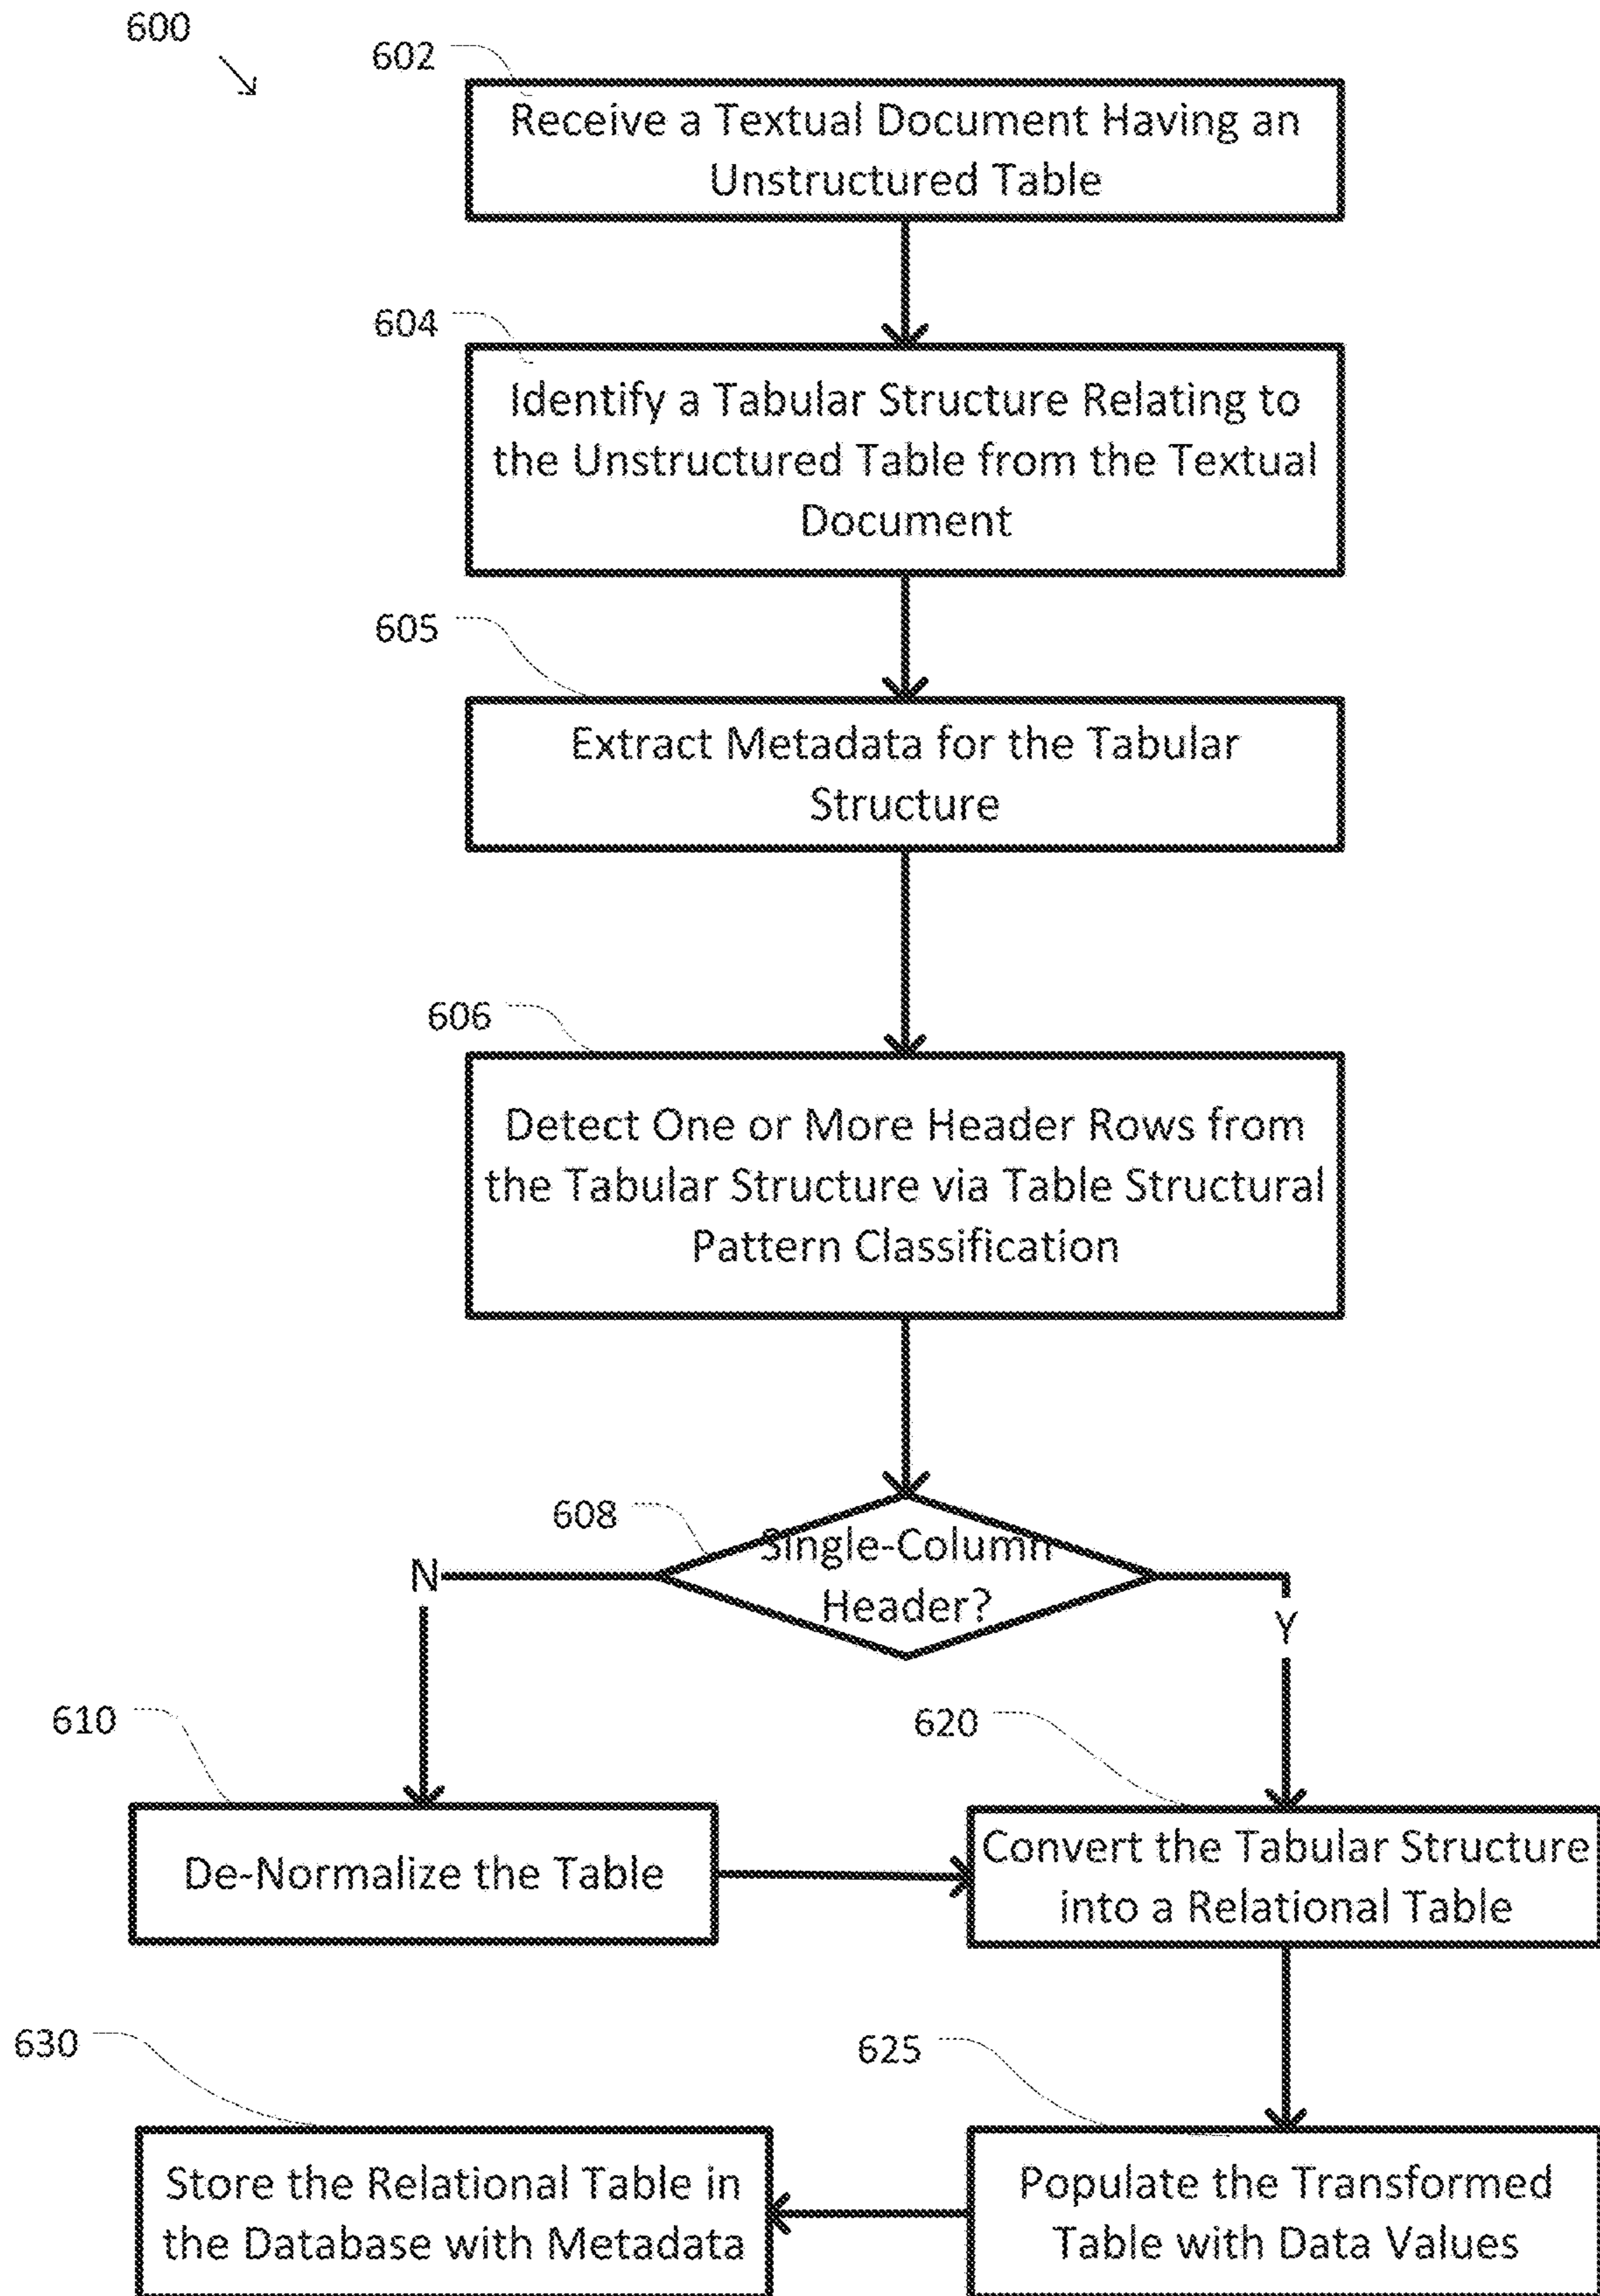 600
602
Receive a Textual Document Having an
Unstructured Table
604
Identify a Tabular Structure Relating to
the Unstructured Table from the Textual
Document
605
Extract Metadata for the Tabular
Structure
606
Detect One or More Header Rows from
the Tabular Structure via Table Structural
Pattern Classification
608
Single-Column
Header?
N
Y
610
De-Normalize the Table
620
Convert the Tabular Structure
into a Relational Table
630
Store the Relational Table in
the Database with Metadata
625
Populate the Transformed
Table with Data Values